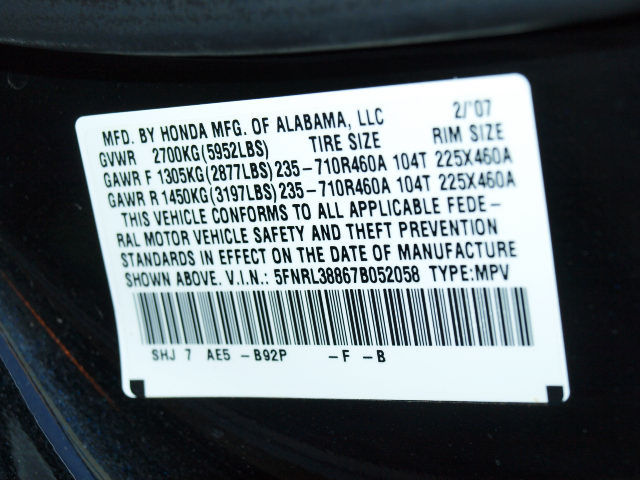 MFD. BY HONDA MFG. OF ALABAMA, LLC 2/'07
GVWR 2700KG(5952LBS) TIRE SIZE RIM SIZE
GAWR F 1305KG(2877LBS)235-710R460A 104T 225X460A
GAWR R 1450KG(3197LBS)235-710R460A 104T 225X460A
THIS VEHICLE CONFORMS TO ALL APPLICABLE FEDE-
RAL MOTOR VEHICLE SAFETY AND THEFT PREVENTION
STANDARDS IN EFFECT ON THE DATE OF MANUFACTURE
SHOWN ABOVE. V.I.N: 5FNRL38867B052058 TYPE:MPV
SHJ 7 AE5 -B92P -F -B